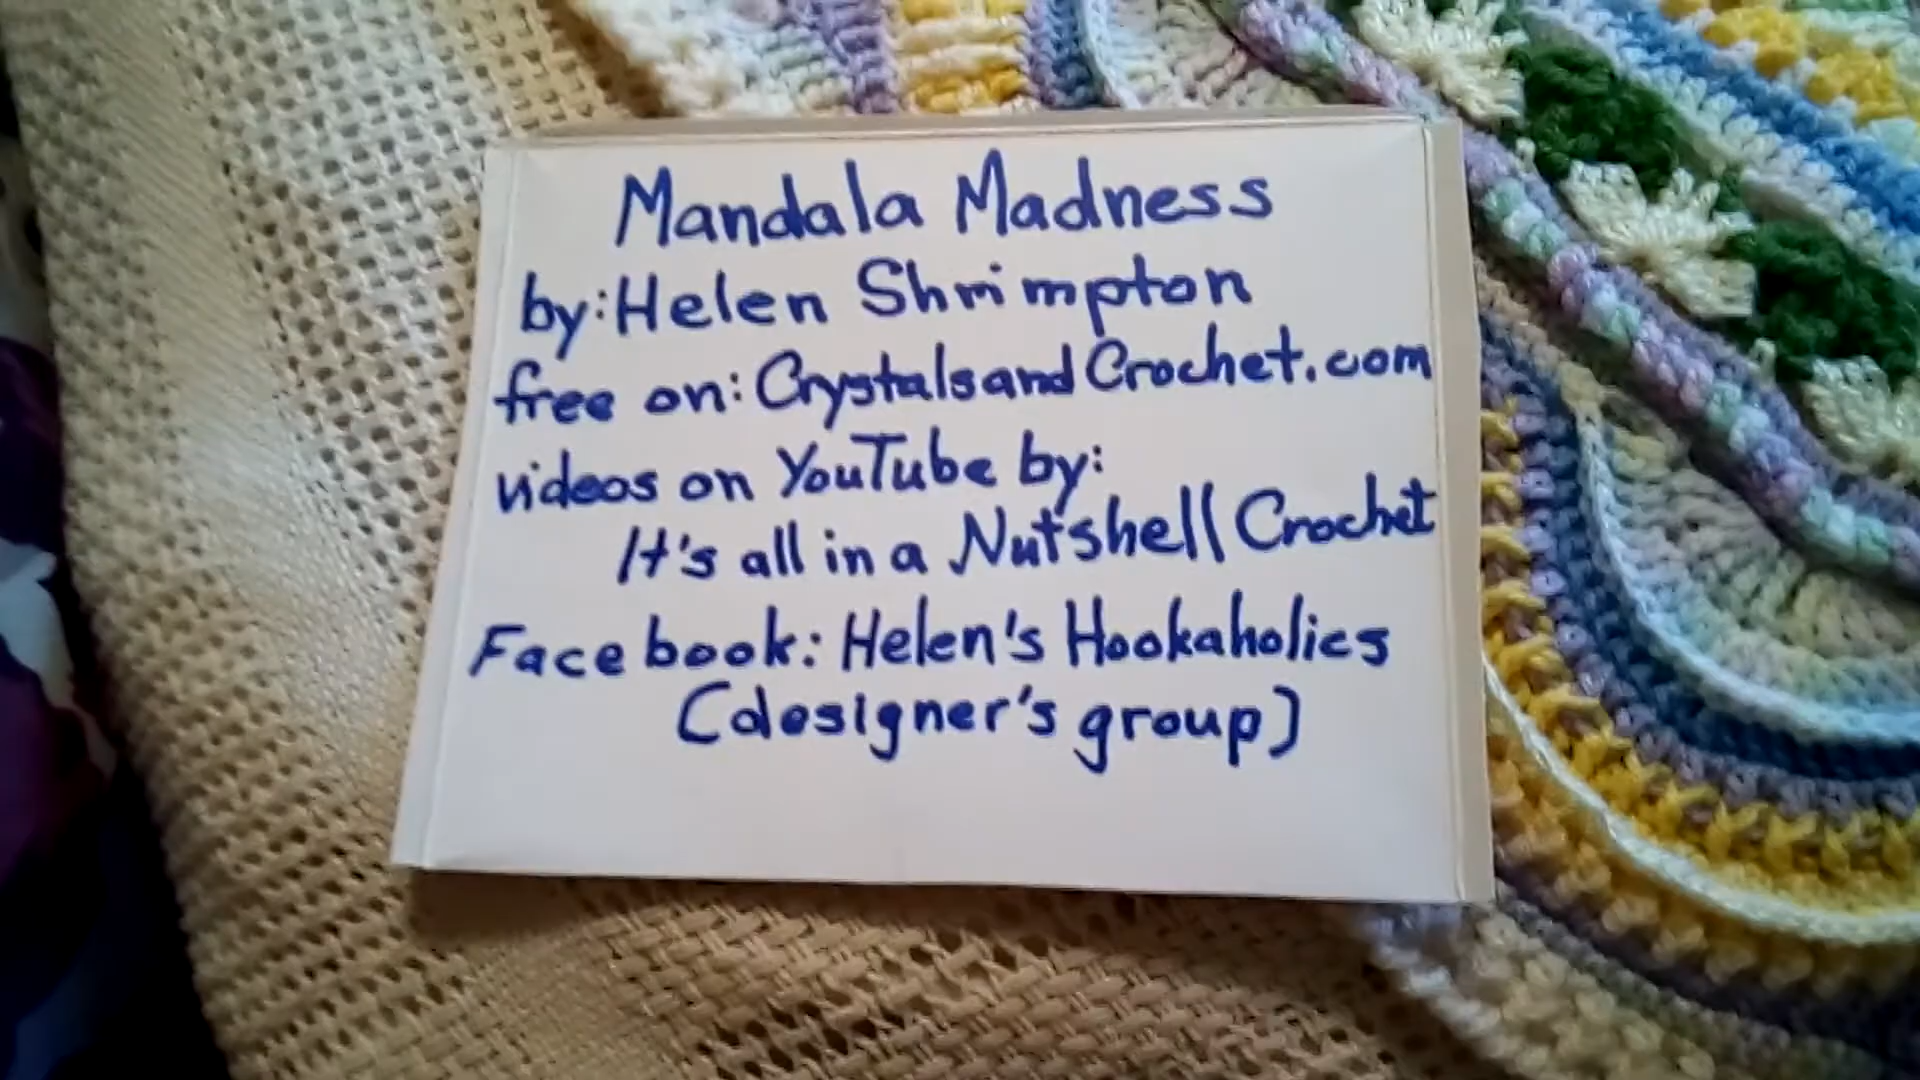 Mandala Madness
by: Helen Shrimpton
free on: CrystalsandCrochet.com
videos on YouTube by:
It's all in a Nutshell Crochet
Facebook: Helen's Hookaholics
(designer's group)